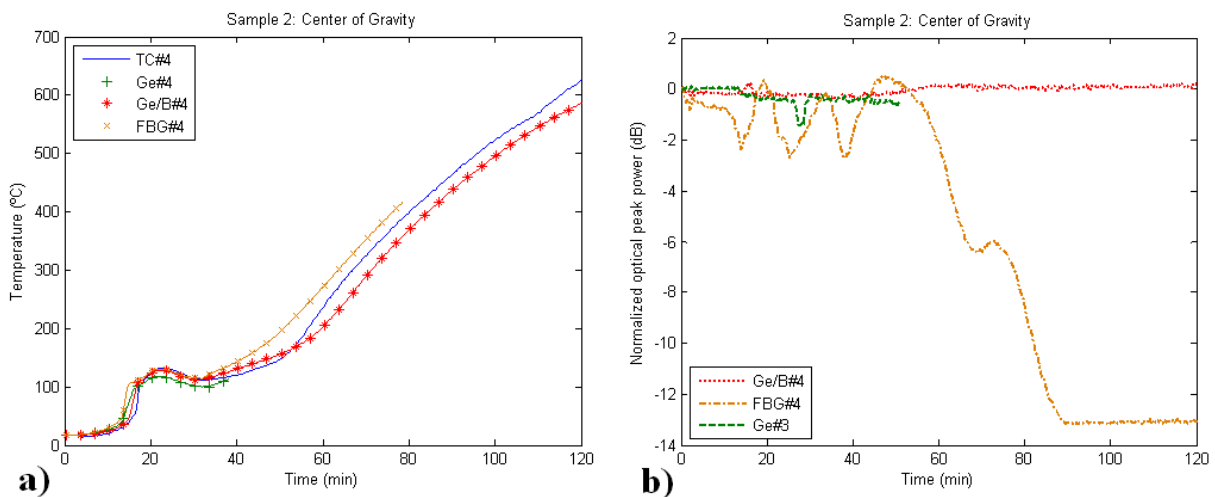 Sample 2: Center of Gravity
700
600
500
400
300
200
100
0
Temperature (ºC)
TC#4
Ge#4
Ge/B#4
FBG#4
0 20 40 60 80 100 120
Time (min)
a)
Sample 2: Center of Gravity
2
0
-2
-4
-6
-8
-10
-12
-14
Normalized optical peak power (dB)
Ge/B#4
FBG#4
Ge#3
0 20 40 60 80 100 120
Time (min)
b)